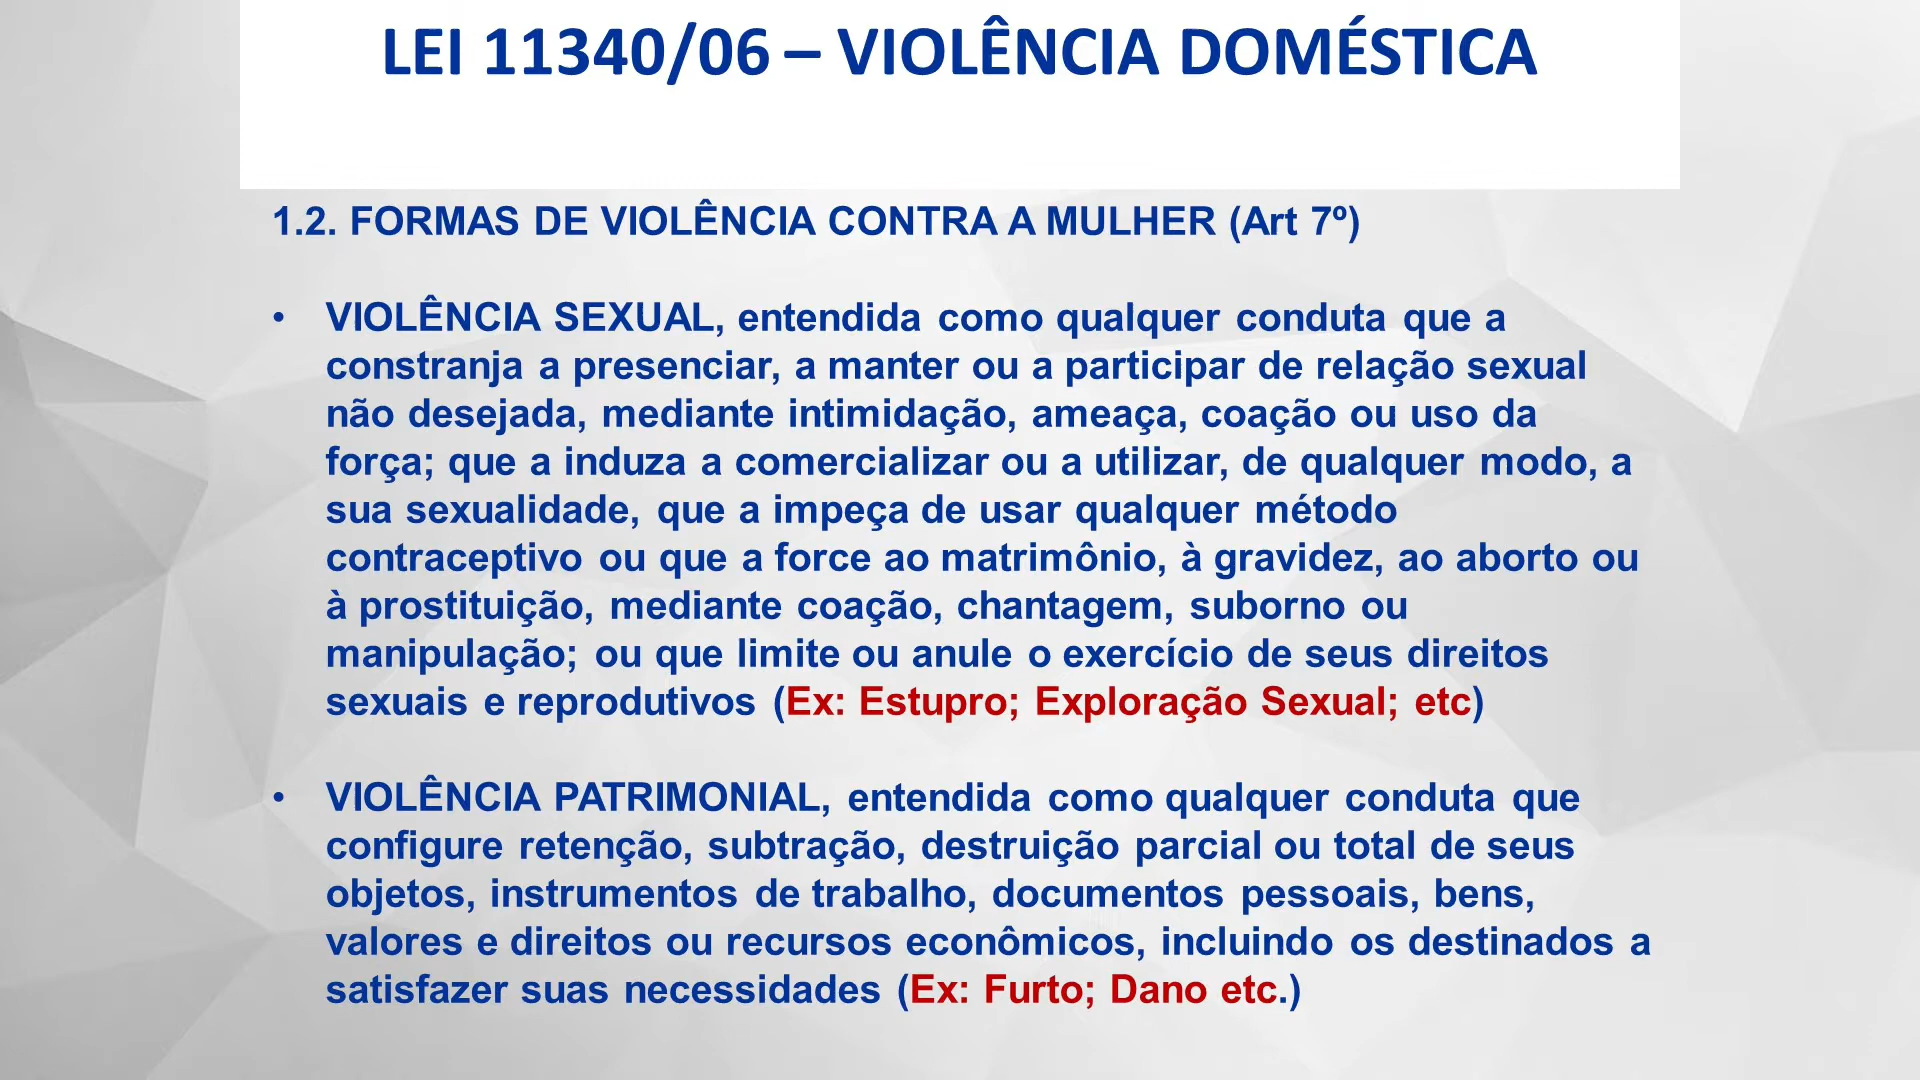 LEI 11340/06 – VIOLÊNCIA DOMÉSTICA
1.2. FORMAS DE VIOLÊNCIA CONTRA A MULHER (Art 7º)
• VIOLÊNCIA SEXUAL, entendida como qualquer conduta que a
constranja a presenciar, a manter ou a participar de relação sexual
não desejada, mediante intimidação, ameaça, coação ou uso da
força; que a induza a comercializar ou a utilizar, de qualquer modo, a
sua sexualidade, que a impeça de usar qualquer método
contraceptivo ou que a force ao matrimônio, à gravidez, ao aborto ou
à prostituição, mediante coação, chantagem, suborno ou
manipulação; ou que limite ou anule o exercício de seus direitos
sexuais e reprodutivos (Ex: Estupro; Exploração Sexual; etc)
• VIOLÊNCIA PATRIMONIAL, entendida como qualquer conduta que
configure retenção, subtração, destruição parcial ou total de seus
objetos, instrumentos de trabalho, documentos pessoais, bens,
valores e direitos ou recursos econômicos, incluindo os destinados a
satisfazer suas necessidades (Ex: Furto; Dano etc.)